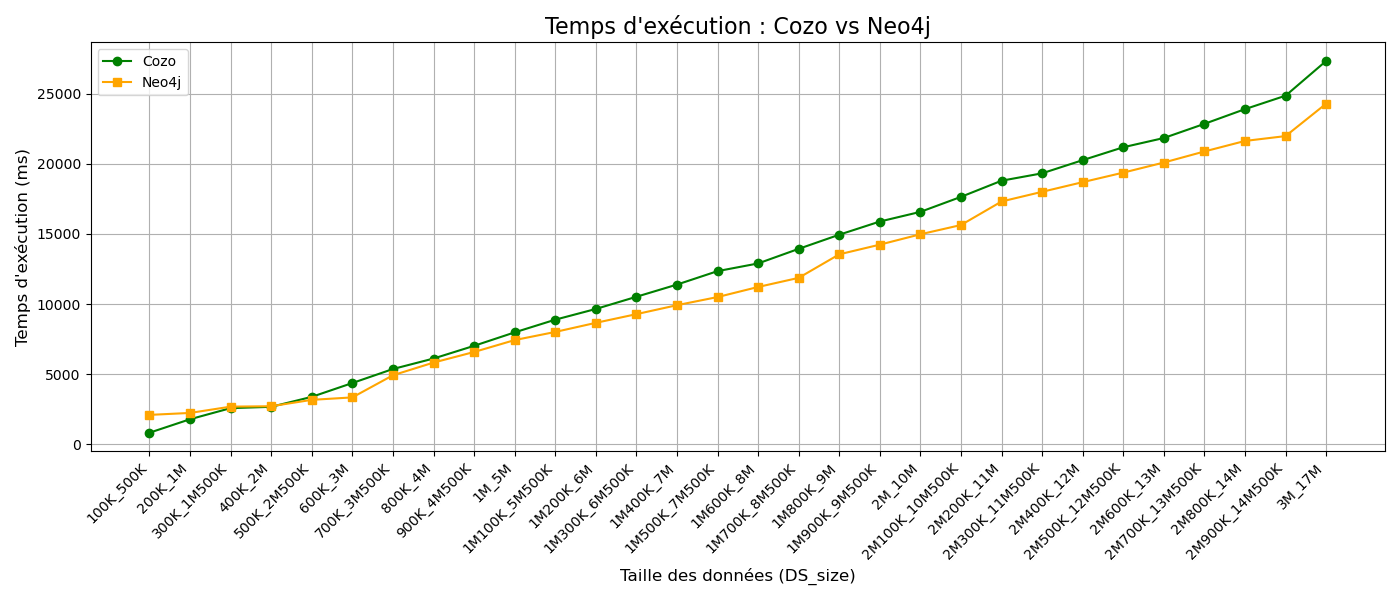 Temps d'exécution : Cozo vs Neo4j
Cozo
Neo4j
Temps d'exécution (ms)
25000
20000
15000
10000
5000
0
100K_500K
200K_1M
300K_1M500K
400K_2M
500K_2M500K
600K_3M
700K_3M500K
800K_4M
900K_4M500K
1M_5M
1M100K_5M500K
1M200K_6M
1M300K_6M500K
1M400K_7M
1M500K_7M500K
1M600K_8M
1M700K_8M500K
1M800K_9M
1M900K_9M500K
2M_10M
2M100K_10M500K
2M200K_11M
2M300K_11M500K
2M400K_12M
2M500K_12M500K
2M600K_13M
2M700K_13M500K
2M800K_14M
2M900K_14M500K
3M_17M
Taille des données (DS_size)